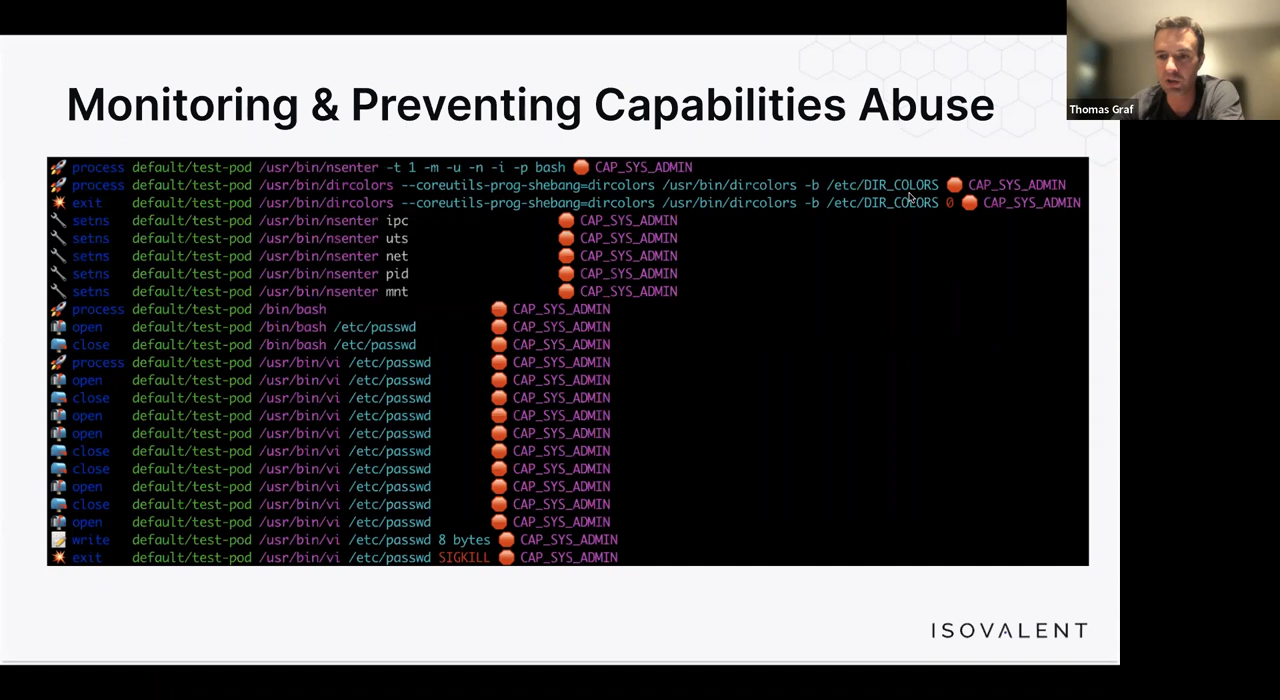 Monitoring & Preventing Capabilities Abuse
Thomas Graf
process default/test-pod /usr/bin/nsenter -t 1 -m -u -n -i -p bash CAP_SYS_ADMIN
process default/test-pod /usr/bin/dircolors --coreutils-prog-shebang=dircolors /usr/bin/dircolors -b /etc/DIR_COLORS CAP_SYS_ADMIN
exit default/test-pod /usr/bin/dircolors --coreutils-prog-shebang=dircolors /usr/bin/dircolors -b /etc/DIR_COLORS 0 CAP_SYS_ADMIN
setns default/test-pod /usr/bin/nsenter ipc CAP_SYS_ADMIN
setns default/test-pod /usr/bin/nsenter uts CAP_SYS_ADMIN
setns default/test-pod /usr/bin/nsenter net CAP_SYS_ADMIN
setns default/test-pod /usr/bin/nsenter pid CAP_SYS_ADMIN
setns default/test-pod /usr/bin/nsenter mnt CAP_SYS_ADMIN
process default/test-pod /bin/bash CAP_SYS_ADMIN
open default/test-pod /bin/bash /etc/passwd CAP_SYS_ADMIN
close default/test-pod /bin/bash /etc/passwd CAP_SYS_ADMIN
process default/test-pod /usr/bin/vi /etc/passwd CAP_SYS_ADMIN
open default/test-pod /usr/bin/vi /etc/passwd CAP_SYS_ADMIN
close default/test-pod /usr/bin/vi /etc/passwd CAP_SYS_ADMIN
open default/test-pod /usr/bin/vi /etc/passwd CAP_SYS_ADMIN
open default/test-pod /usr/bin/vi /etc/passwd CAP_SYS_ADMIN
close default/test-pod /usr/bin/vi /etc/passwd CAP_SYS_ADMIN
close default/test-pod /usr/bin/vi /etc/passwd CAP_SYS_ADMIN
open default/test-pod /usr/bin/vi /etc/passwd CAP_SYS_ADMIN
close default/test-pod /usr/bin/vi /etc/passwd CAP_SYS_ADMIN
open default/test-pod /usr/bin/vi /etc/passwd CAP_SYS_ADMIN
write default/test-pod /usr/bin/vi /etc/passwd 8 bytes CAP_SYS_ADMIN
exit default/test-pod /usr/bin/vi /etc/passwd SIGKILL CAP_SYS_ADMIN
ISOVALENT